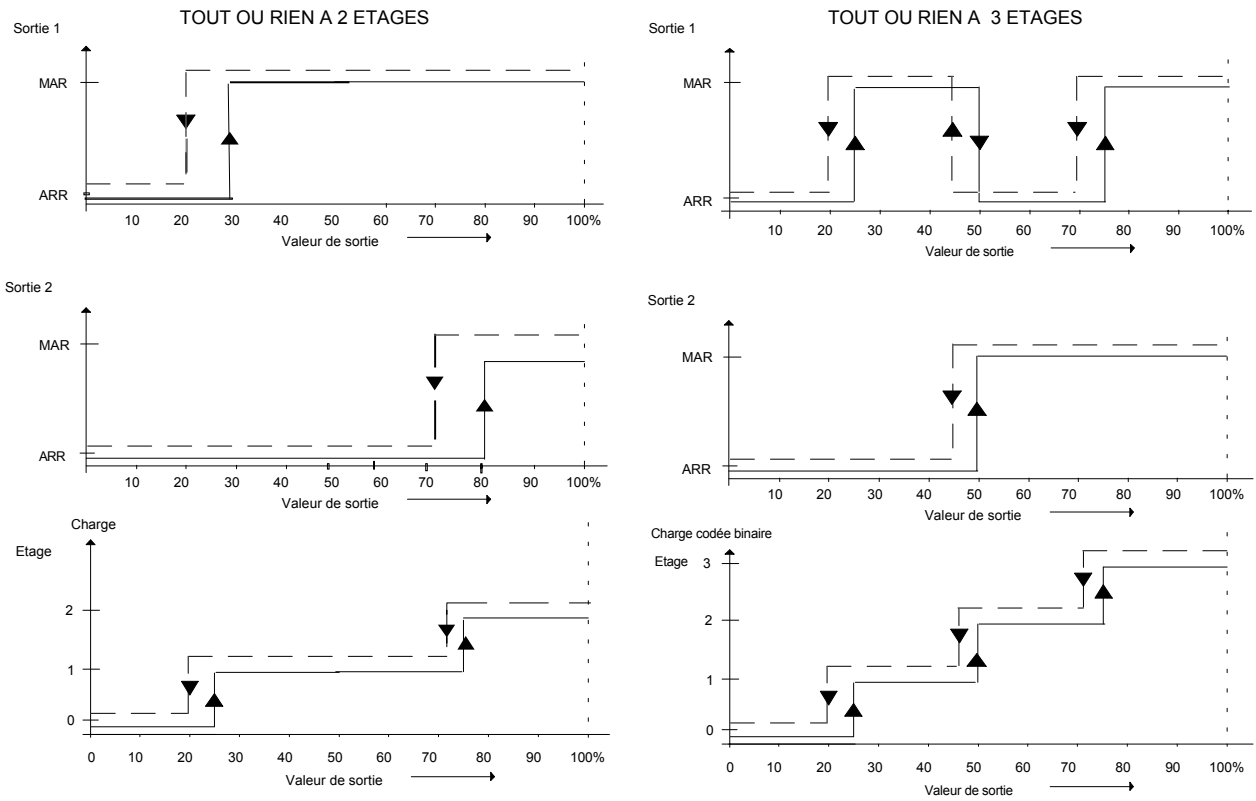 TOUT OU RIEN A 2 ETAGES
Sortie 1
MAR
ARR
10 20 30 40 50 60 70 80 90 100%
Valeur de sortie
Sortie 2
MAR
ARR
10 20 30 40 50 60 70 80 90 100%
Valeur de sortie
Charge
Etage
2
1
0
0 10 20 30 40 50 60 70 80 90 100%
Valeur de sortie
TOUT OU RIEN A 3 ETAGES
Sortie 1
MAR
ARR
10 20 30 40 50 60 70 80 90 100%
Valeur de sortie
Sortie 2
MAR
ARR
10 20 30 40 50 60 70 80 90 100%
Valeur de sortie
Charge codée binaire
Etage
3
2
1
0
0 10 20 30 40 50 60 70 80 90 100%
Valeur de sortie